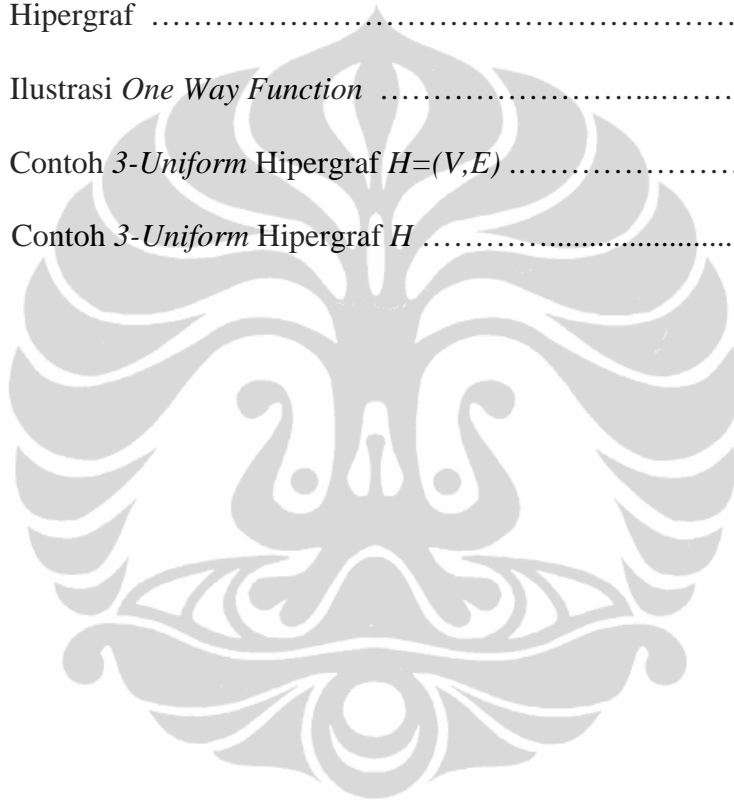 Hipergraf ……………………………………………….
Ilustrasi One Way Function ……………………...…….
Contoh 3-Uniform Hipergraf H=(V,E) .………………….
Contoh 3-Uniform Hipergraf H ………….......................